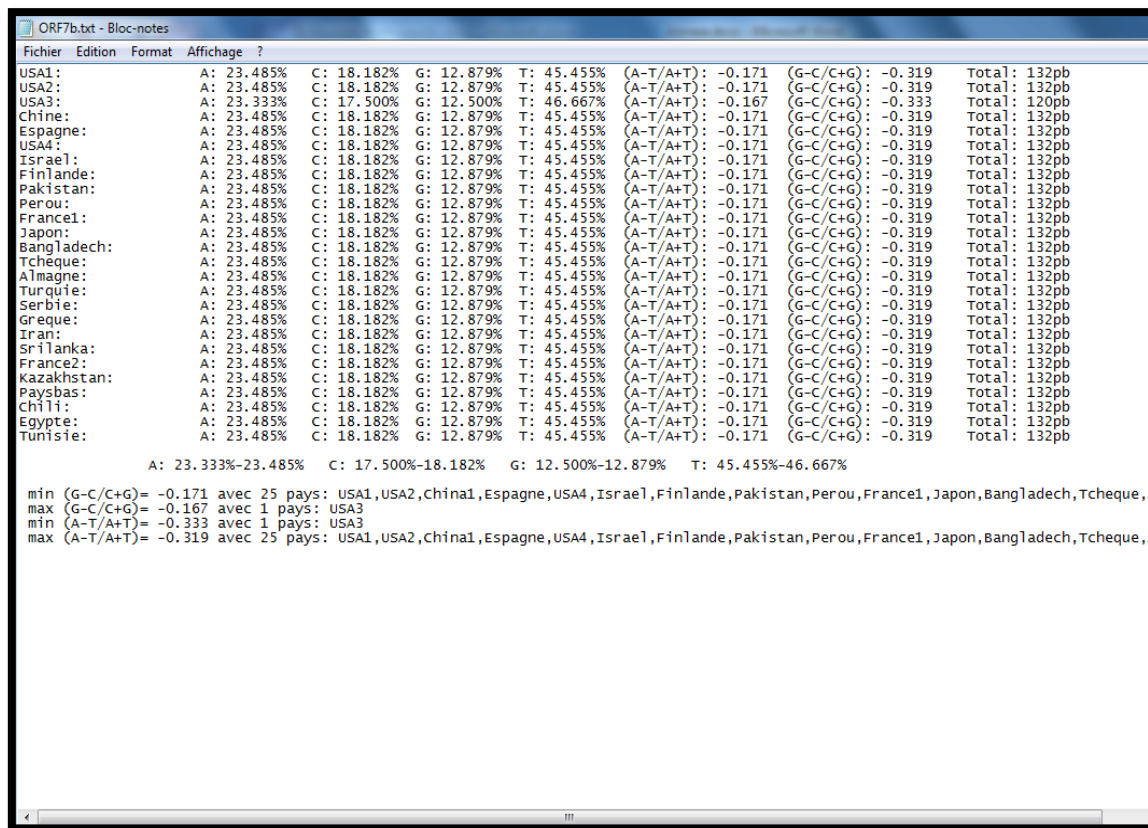 ORF7b.txt - Bloc-notes
Fichier Edition Format Affichage ?
USA1: A: 23.485% C: 18.182% G: 12.879% T: 45.455% (A-T/A+T): -0.171 (G-C/C+G): -0.319 Total: 132pb
USA2: A: 23.485% C: 18.182% G: 12.879% T: 45.455% (A-T/A+T): -0.171 (G-C/C+G): -0.319 Total: 132pb
USA3: A: 23.333% C: 17.500% G: 12.500% T: 46.667% (A-T/A+T): -0.167 (G-C/C+G): -0.333 Total: 120pb
Chine: A: 23.485% C: 18.182% G: 12.879% T: 45.455% (A-T/A+T): -0.171 (G-C/C+G): -0.319 Total: 132pb
Espagne: A: 23.485% C: 18.182% G: 12.879% T: 45.455% (A-T/A+T): -0.171 (G-C/C+G): -0.319 Total: 132pb
USA4: A: 23.485% C: 18.182% G: 12.879% T: 45.455% (A-T/A+T): -0.171 (G-C/C+G): -0.319 Total: 132pb
Israel: A: 23.485% C: 18.182% G: 12.879% T: 45.455% (A-T/A+T): -0.171 (G-C/C+G): -0.319 Total: 132pb
Finlande: A: 23.485% C: 18.182% G: 12.879% T: 45.455% (A-T/A+T): -0.171 (G-C/C+G): -0.319 Total: 132pb
Pakistan: A: 23.485% C: 18.182% G: 12.879% T: 45.455% (A-T/A+T): -0.171 (G-C/C+G): -0.319 Total: 132pb
Perou: A: 23.485% C: 18.182% G: 12.879% T: 45.455% (A-T/A+T): -0.171 (G-C/C+G): -0.319 Total: 132pb
France1: A: 23.485% C: 18.182% G: 12.879% T: 45.455% (A-T/A+T): -0.171 (G-C/C+G): -0.319 Total: 132pb
Japon: A: 23.485% C: 18.182% G: 12.879% T: 45.455% (A-T/A+T): -0.171 (G-C/C+G): -0.319 Total: 132pb
Bangladech: A: 23.485% C: 18.182% G: 12.879% T: 45.455% (A-T/A+T): -0.171 (G-C/C+G): -0.319 Total: 132pb
Tcheque: A: 23.485% C: 18.182% G: 12.879% T: 45.455% (A-T/A+T): -0.171 (G-C/C+G): -0.319 Total: 132pb
Almagne: A: 23.485% C: 18.182% G: 12.879% T: 45.455% (A-T/A+T): -0.171 (G-C/C+G): -0.319 Total: 132pb
Turquie: A: 23.485% C: 18.182% G: 12.879% T: 45.455% (A-T/A+T): -0.171 (G-C/C+G): -0.319 Total: 132pb
Serbie: A: 23.485% C: 18.182% G: 12.879% T: 45.455% (A-T/A+T): -0.171 (G-C/C+G): -0.319 Total: 132pb
Greque: A: 23.485% C: 18.182% G: 12.879% T: 45.455% (A-T/A+T): -0.171 (G-C/C+G): -0.319 Total: 132pb
Iran: A: 23.485% C: 18.182% G: 12.879% T: 45.455% (A-T/A+T): -0.171 (G-C/C+G): -0.319 Total: 132pb
Srilanka: A: 23.485% C: 18.182% G: 12.879% T: 45.455% (A-T/A+T): -0.171 (G-C/C+G): -0.319 Total: 132pb
France2: A: 23.485% C: 18.182% G: 12.879% T: 45.455% (A-T/A+T): -0.171 (G-C/C+G): -0.319 Total: 132pb
Kazakhstan: A: 23.485% C: 18.182% G: 12.879% T: 45.455% (A-T/A+T): -0.171 (G-C/C+G): -0.319 Total: 132pb
Paysbas: A: 23.485% C: 18.182% G: 12.879% T: 45.455% (A-T/A+T): -0.171 (G-C/C+G): -0.319 Total: 132pb
Chili: A: 23.485% C: 18.182% G: 12.879% T: 45.455% (A-T/A+T): -0.171 (G-C/C+G): -0.319 Total: 132pb
Egypte: A: 23.485% C: 18.182% G: 12.879% T: 45.455% (A-T/A+T): -0.171 (G-C/C+G): -0.319 Total: 132pb
Tunisie: A: 23.485% C: 18.182% G: 12.879% T: 45.455% (A-T/A+T): -0.171 (G-C/C+G): -0.319 Total: 132pb
A: 23.333%-23.485% C: 17.500%-18.182% G: 12.500%-12.879% T: 45.455%-46.667%
min (G-C/C+G)= -0.171 avec 25 pays: USA1,USA2,China1,Espagne,USA4,Israel,Finlande,Pakistan,Perou,France1,Japon,Bangladech,Tcheque,
max (G-C/C+G)= -0.167 avec 1 pays: USA3
min (A-T/A+T)= -0.333 avec 1 pays: USA3
max (A-T/A+T)= -0.319 avec 25 pays: USA1,USA2,China1,Espagne,USA4,Israel,Finlande,Pakistan,Perou,France1,Japon,Bangladech,Tcheque,